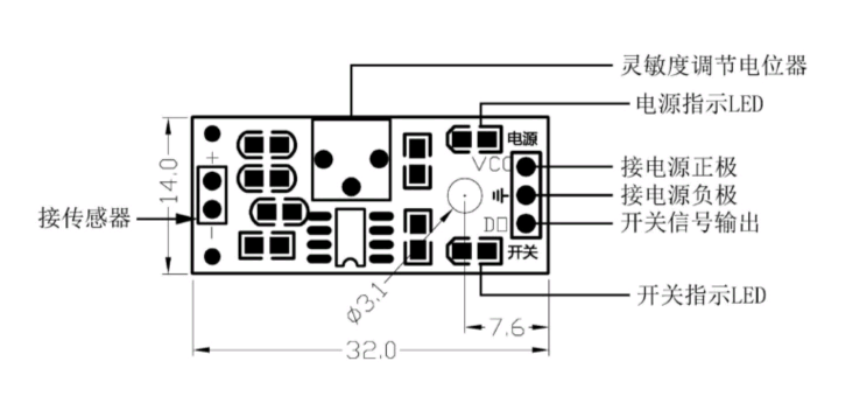 灵敏度调节电位器
电源指示LED
电源
VCC
接电源正极
接电源负极
DO
开关信号输出
开关
开关指示LED
接传感器
+
-
14.0
Ø3.1
7.6
32.0